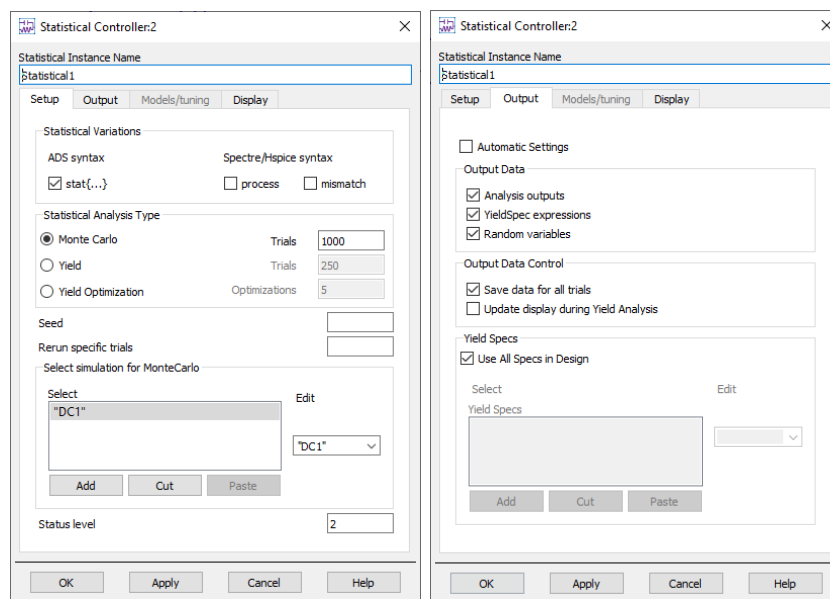 Statistical Controller:2
Statistical Instance Name
Statistical1
Setup Output Models/tuning Display
Statistical Variations
ADS syntax Spectre/Hspice syntax
stat{...} process mismatch
Statistical Analysis Type
Monte Carlo Trials 1000
Yield Trials 250
Yield Optimization Optimizations 5
Seed
Rerun specific trials
Select simulation for MonteCarlo
Select Edit
"DC1"
"DC1"
Add Cut Paste
Status level 2
OK Apply Cancel Help
Statistical Controller:2
Statistical Instance Name
Statistical1
Setup Output Models/tuning Display
Automatic Settings
Output Data
Analysis outputs
YieldSpec expressions
Random variables
Output Data Control
Save data for all trials
Update display during Yield Analysis
Yield Specs
Use All Specs in Design
Select Edit
Yield Specs
Add Cut Paste
OK Apply Cancel Help